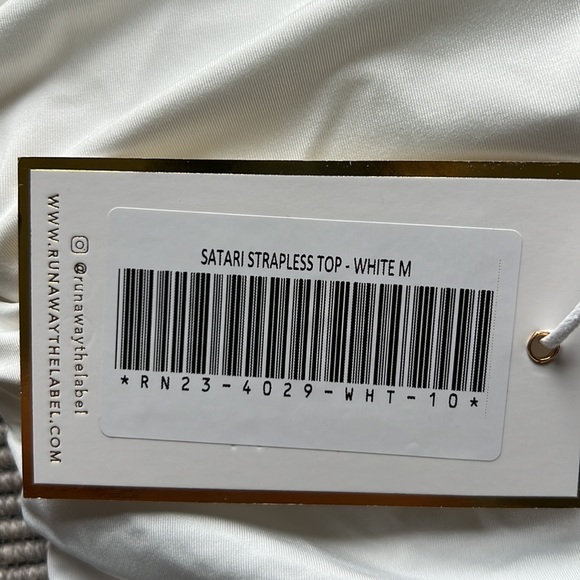 SATARI STRAPLESS TOP - WHITE M
*RN23-4029-WHT-10*
@runawaythelabel
WWW.RUNAWAYTHELABEL.COM